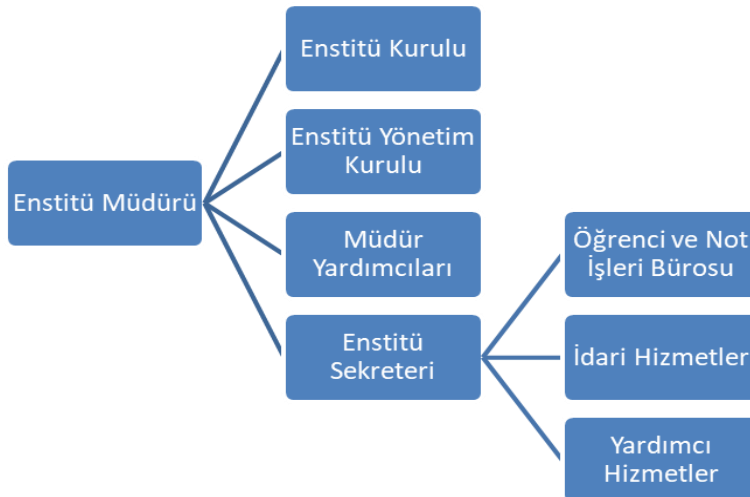 Enstitü Müdürü
Enstitü Kurulu
Enstitü Yönetim
Kurulu
Müdür
Yardımcıları
Enstitü
Sekreteri
Öğrenci ve Not
İşleri Bürosu
İdari Hizmetler
Yardımcı
Hizmetler